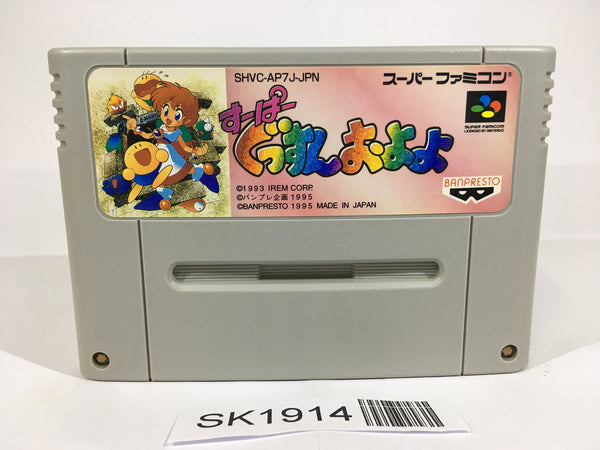 SHVC-AP7J-JPN
スーパーファミコン®
すーぱー
ぐっすんおよよ
SUPER FAMICOM
LICENSED BY NINTENDO
©1993 IREM CORP.
©バンプレ企画 1995
©BANPRESTO 1995 MADE IN JAPAN
BANPRESTO
SK1914